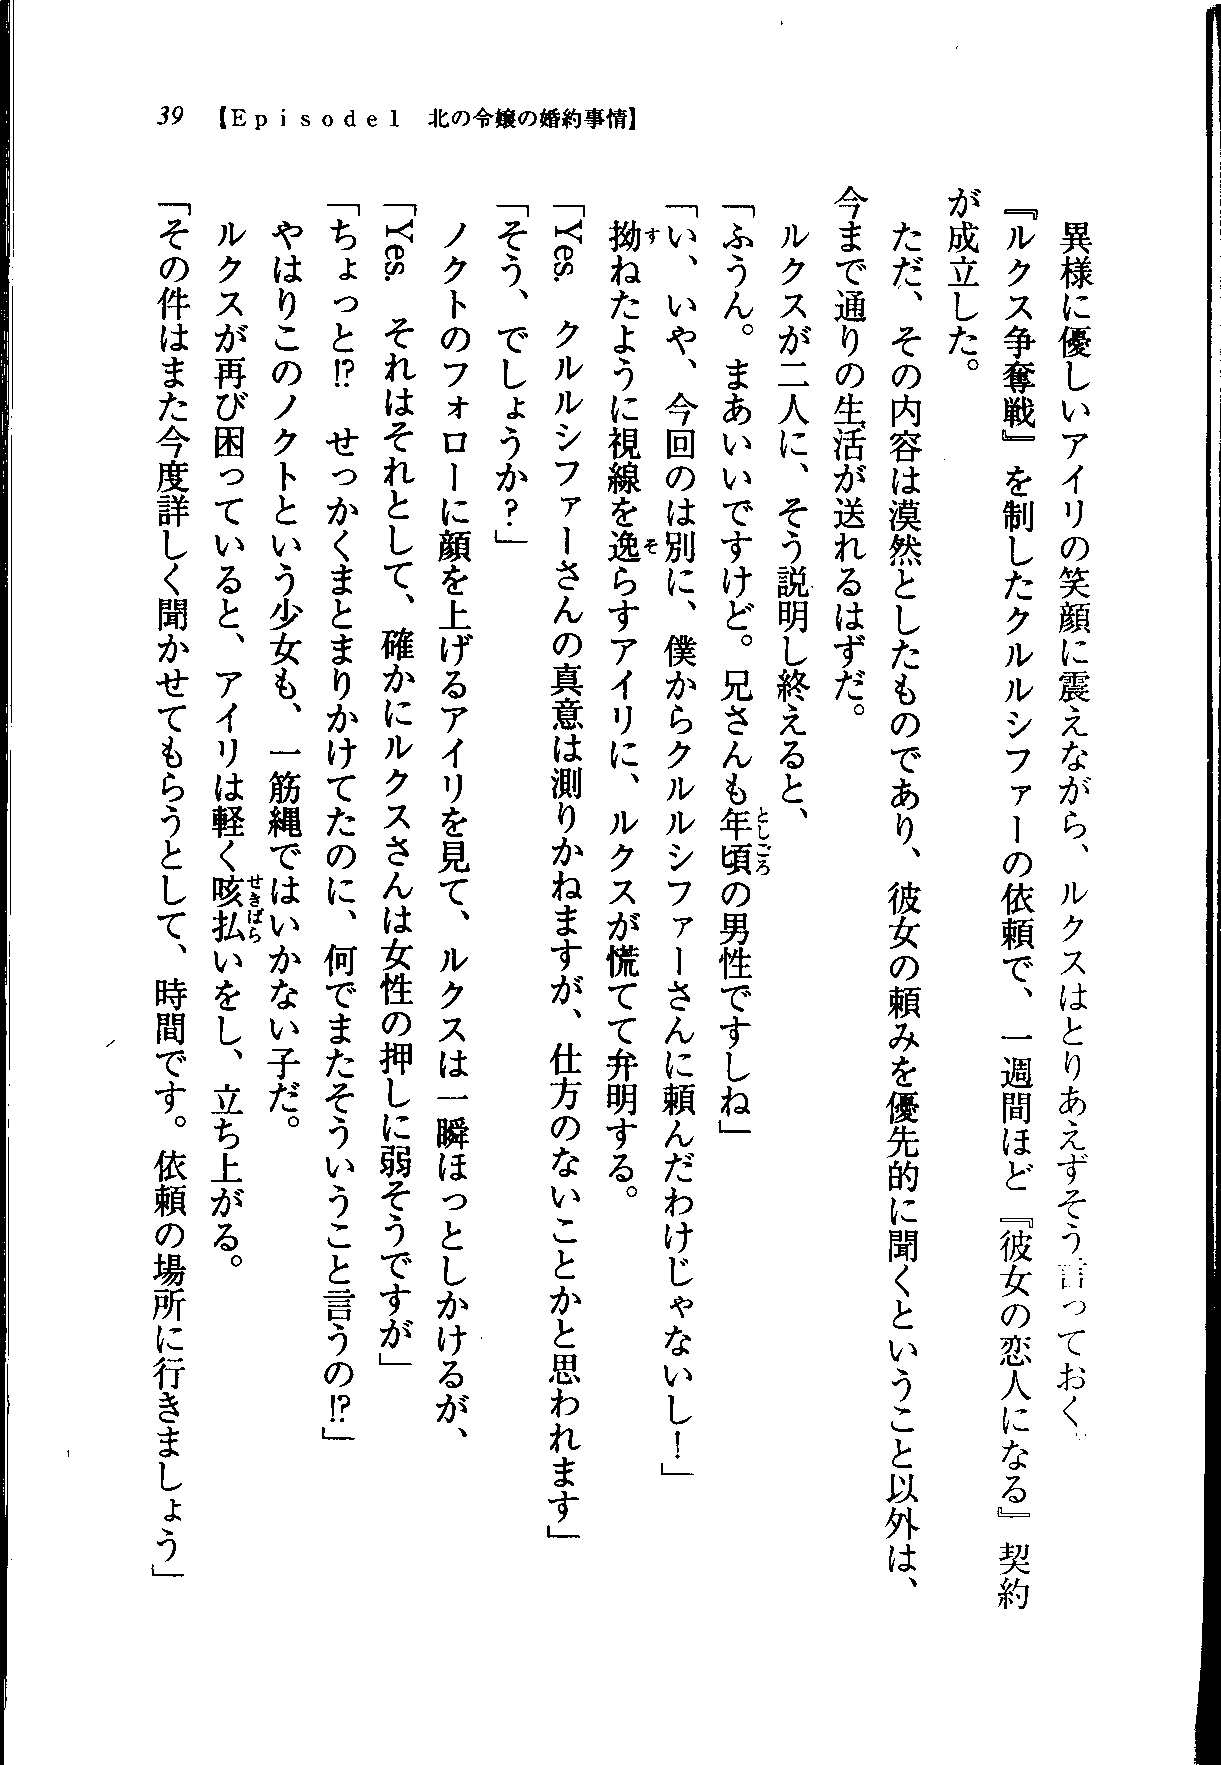 39 【Episode1 北の令嬢の婚約事情】
　異様に優しいアイリの笑顔に震えながら、ルクスはとりあえずそう言っておく。
『ルクス争奪戦』を制したクルルシファーの依頼で、一週間ほど『彼女の恋人になる』契約
が成立した。
　ただ、その内容は漠然としたものであり、彼女の頼みを優先的に聞くということ以外は、
今まで通りの生活が送れるはずだ。
　ルクスが二人に、そう説明し終えると、
「ふうん。まあいいですけど。兄さんも年頃の男性ですしね」
「い、いや、今回のは別に、僕からクルルシファーさんに頼んだわけじゃないし！」
　拗ねたように視線を逸らすアイリに、ルクスが慌てて弁明する。
「Yes.　クルルシファーさんの真意は測りかねますが、仕方のないことかと思われます」
「そう、でしょうか？」
　ノクトのフォローに顔を上げるアイリを見て、ルクスは一瞬ほっとしかけるが、
「Yes.　それはそれとして、確かにルクスさんは女性の押しに弱そうですが」
「ちょっと!?　せっかくまとまりかけてたのに、何でまたそういうこと言うの!?」
　やはりこのノクトという少女も、一筋縄ではいかない子だ。
　ルクスが再び困っていると、アイリは軽く咳払いをし、立ち上がる。
「その件はまた今度詳しく聞かせてもらうとして、時間です。依頼の場所に行きましょう」